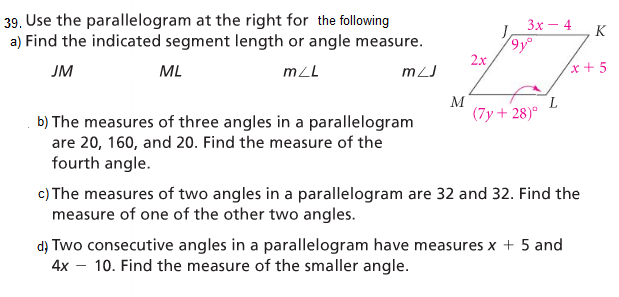 39. Use the parallelogram at the right for the following
a) Find the indicated segment length or angle measure.
JM ML m∠L m∠J
J 3x − 4 K
9y°
2x
x + 5
M (7y + 28)° L
b) The measures of three angles in a parallelogram
are 20, 160, and 20. Find the measure of the
fourth angle.
c) The measures of two angles in a parallelogram are 32 and 32. Find the
measure of one of the other two angles.
d) Two consecutive angles in a parallelogram have measures x + 5 and
4x − 10. Find the measure of the smaller angle.